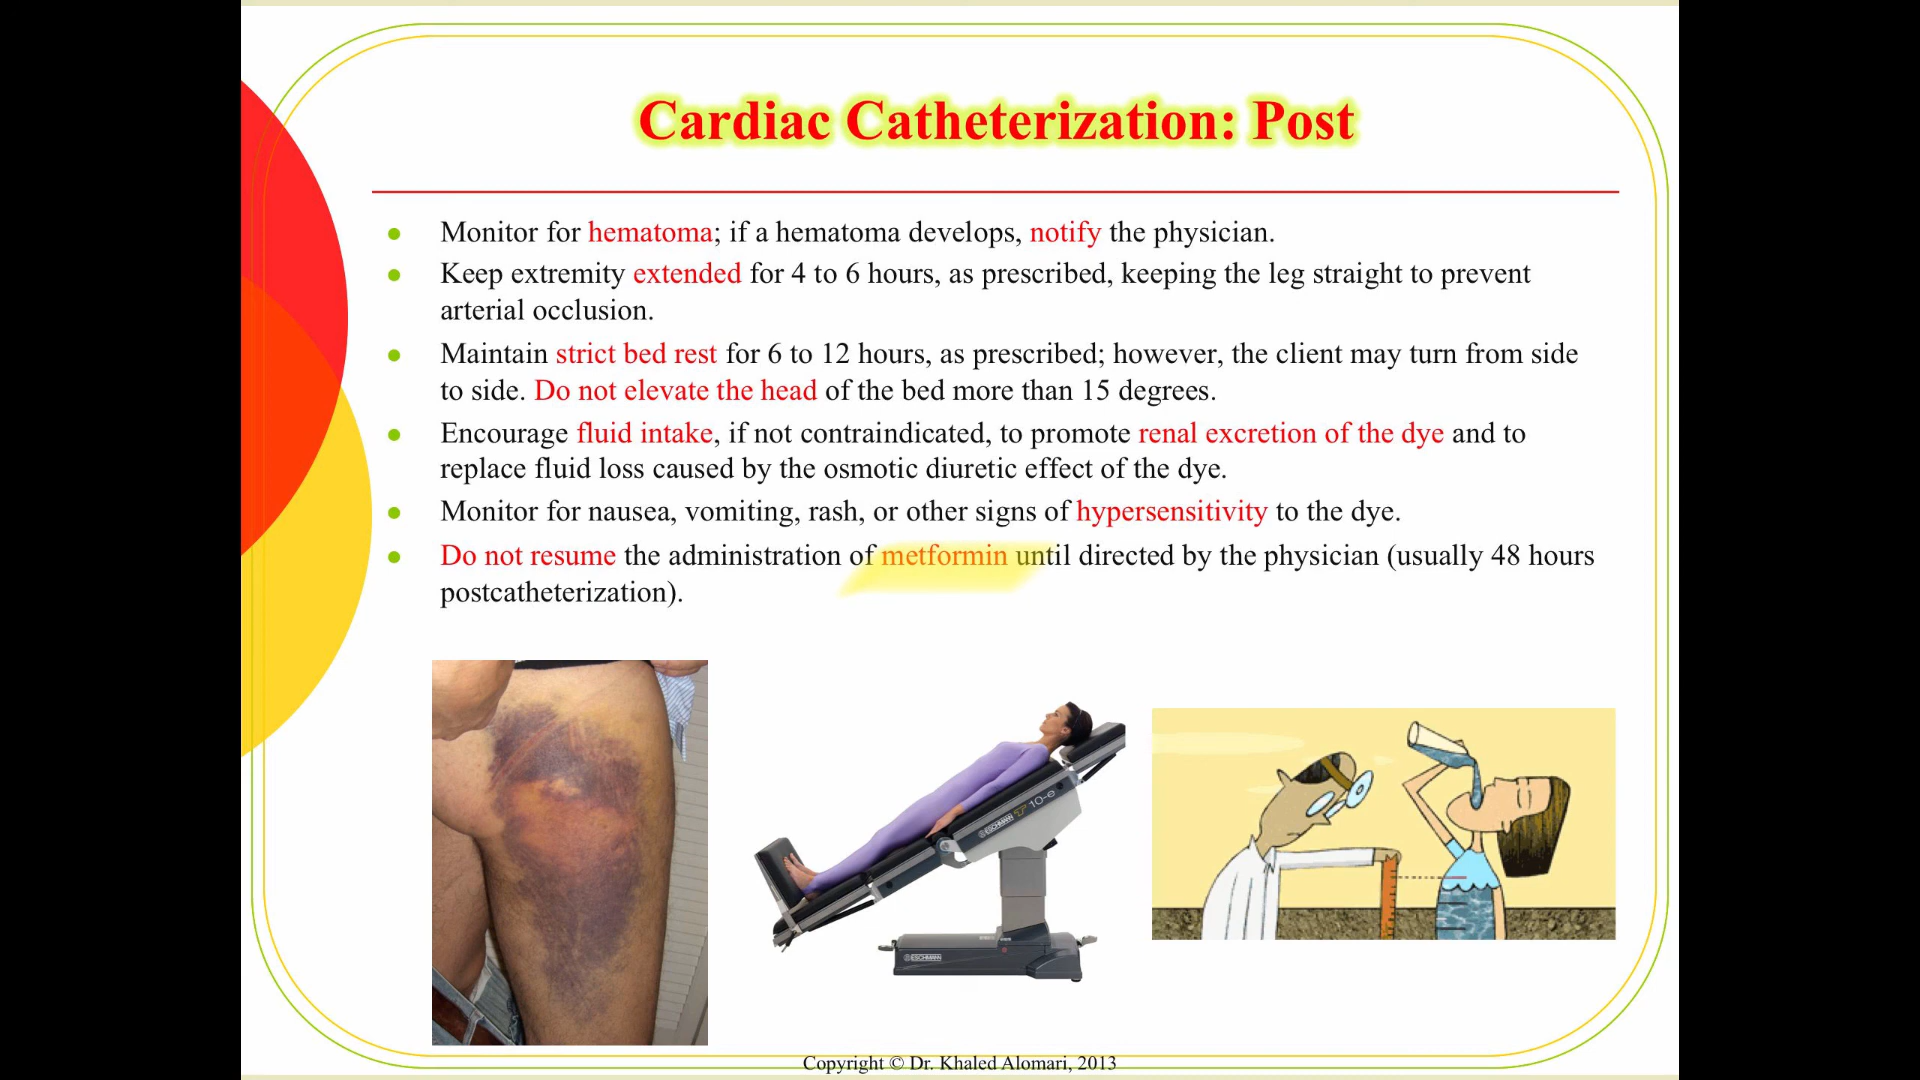 Cardiac Catheterization: Post
Monitor for hematoma; if a hematoma develops, notify the physician.
Keep extremity extended for 4 to 6 hours, as prescribed, keeping the leg straight to prevent
arterial occlusion.
Maintain strict bed rest for 6 to 12 hours, as prescribed; however, the client may turn from side
to side. Do not elevate the head of the bed more than 15 degrees.
Encourage fluid intake, if not contraindicated, to promote renal excretion of the dye and to
replace fluid loss caused by the osmotic diuretic effect of the dye.
Monitor for nausea, vomiting, rash, or other signs of hypersensitivity to the dye.
Do not resume the administration of metformin until directed by the physician (usually 48 hours
postcatheterization).
ESCHMANN T 10-e
ESCHMANN
Copyright © Dr. Khaled Alomari, 2013